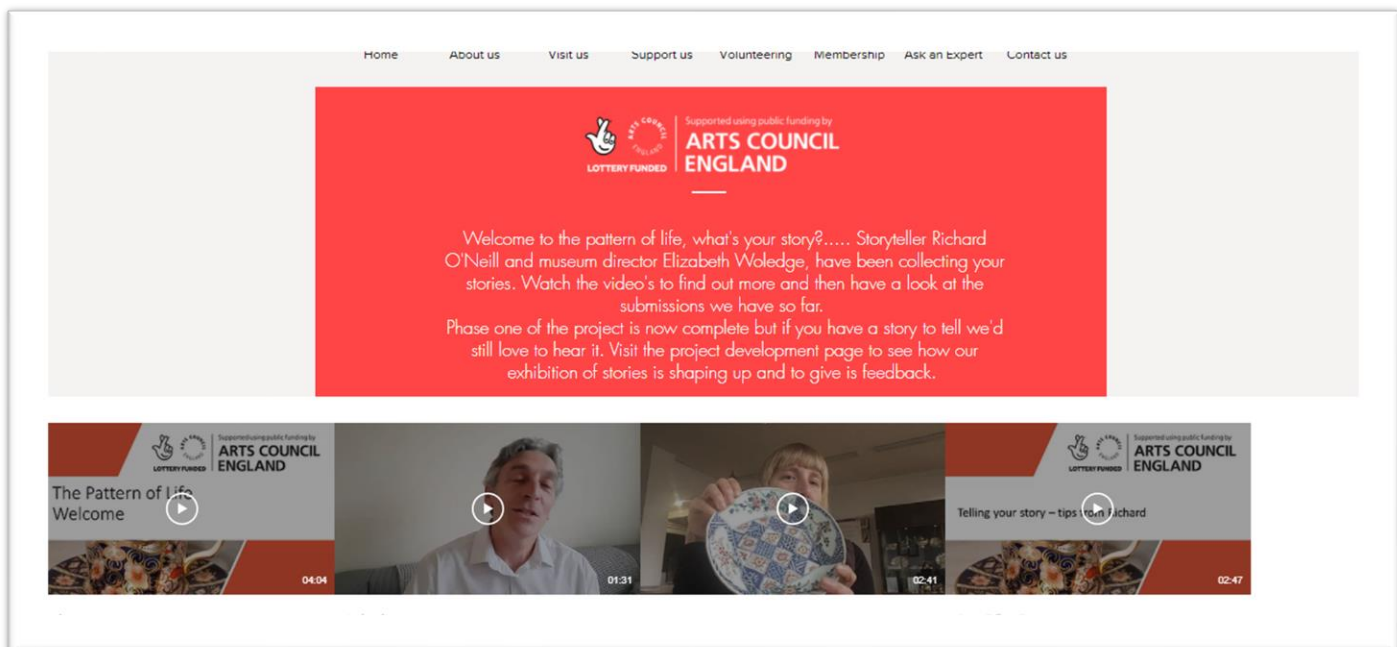 Home About us Visit us Support us Volunteering Membership Ask an Expert Contact us
ARTS COUNCIL ENGLAND
LOTTERY FUNDED
Supported using public funding by
ARTS COUNCIL
ENGLAND
Welcome to the pattern of life, what's your story?..... Storyteller Richard
O'Neill and museum director Elizabeth Woledge, have been collecting your
stories. Watch the video's to find out more and then have a look at the
submissions we have so far.
Phase one of the project is now complete but if you have a story to tell we'd
still love to hear it. Visit the project development page to see how our
exhibition of stories is shaping up and to give is feedback.
LOTTERY FUNDED
Supported using public funding by
ARTS COUNCIL
ENGLAND
The Pattern of Life
Welcome
04:04
01:31
02:41
LOTTERY FUNDED
Supported using public funding by
ARTS COUNCIL
ENGLAND
Telling your story – tips from Richard
02:47